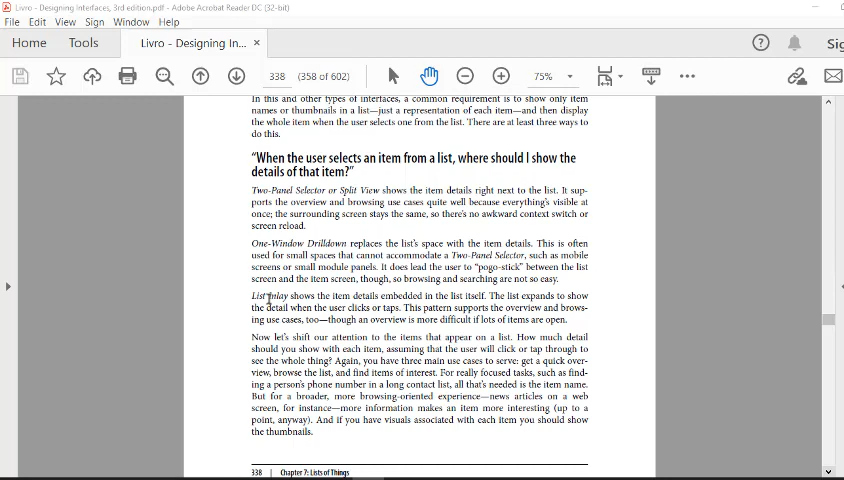 Livro - Designing Interfaces, 3rd edition.pdf - Adobe Acrobat Reader DC (32-bit)
File Edit View Sign Window Help
Home Tools Livro - Designing In... ×
338 (358 of 602) 75%
In this and other types of interfaces, a common requirement is to show only item
names or thumbnails in a list—just a representation of each item—and then display
the whole item when the user selects one from the list. There are at least three ways to
do this.
“When the user selects an item from a list, where should I show the
details of that item?”
Two-Panel Selector or Split View shows the item details right next to the list. It sup-
ports the overview and browsing use cases quite well because everything’s visible at
once; the surrounding screen stays the same, so there’s no awkward context switch or
screen reload.
One-Window Drilldown replaces the list’s space with the item details. This is often
used for small spaces that cannot accommodate a Two-Panel Selector, such as mobile
screens or small module panels. It does lead the user to “pogo-stick” between the list
screen and the item screen, though, so browsing and searching are not so easy.
List Inlay shows the item details embedded in the list itself. The list expands to show
the detail when the user clicks or taps. This pattern supports the overview and brows-
ing use cases, too—though an overview is more difficult if lots of items are open.
Now let’s shift our attention to the items that appear on a list. How much detail
should you show with each item, assuming that the user will click or tap through to
see the whole thing? Again, you have three main use cases to serve: get a quick over-
view, browse the list, and find items of interest. For really focused tasks, such as find-
ing a person’s phone number in a long contact list, all that’s needed is the item name.
But for a broader, more browsing-oriented experience—news articles on a web
screen, for instance—more information makes an item more interesting (up to a
point, anyway). And if you have visuals associated with each item you should show
the thumbnails.
338 | Chapter 7: Lists of Things